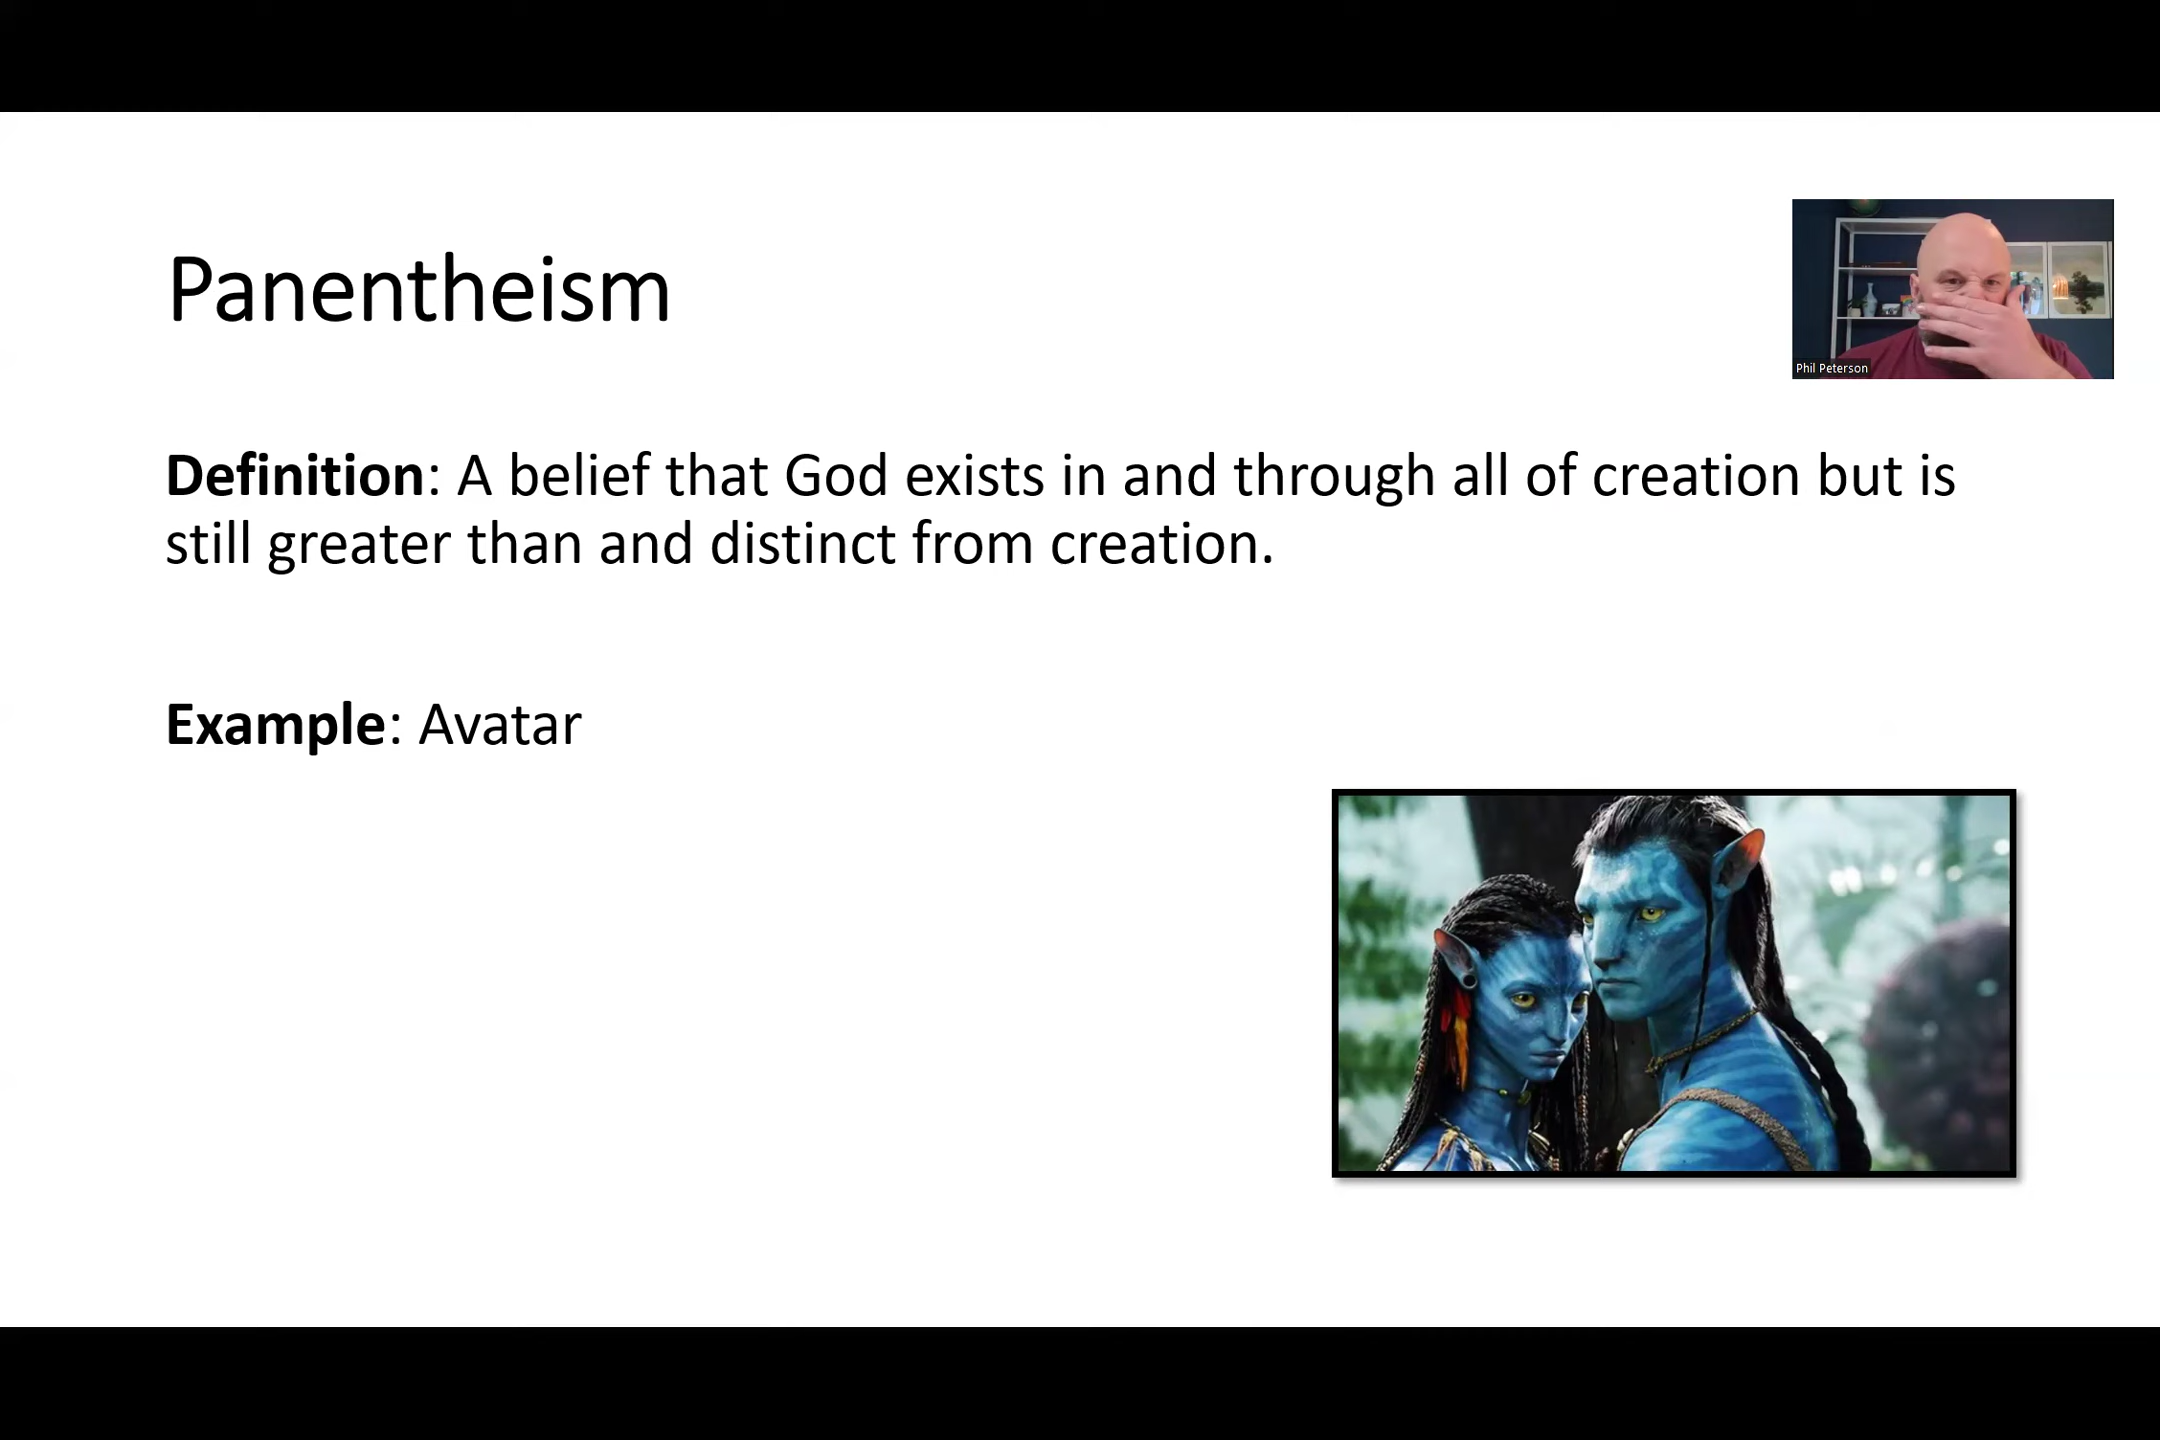 Panentheism
Phil Peterson
Definition: A belief that God exists in and through all of creation but is
still greater than and distinct from creation.
Example: Avatar